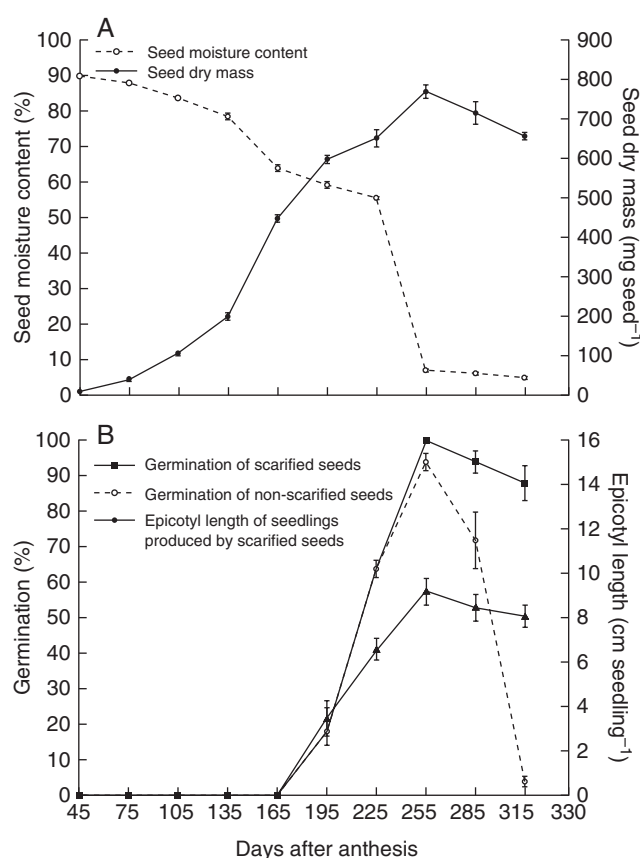 A
Seed moisture content
Seed dry mass
Seed moisture content (%)
100
90
80
70
60
50
40
30
20
10
0
900
800
700
600
500
400
300
200
100
0
Seed dry mass (mg seed⁻¹)
B
Germination of scarified seeds
Germination of non-scarified seeds
Epicotyl length of seedlings
produced by scarified seeds
Germination (%)
100
90
80
70
60
50
40
30
20
10
0
16
14
12
10
8
6
4
2
0
Epicotyl length (cm seedling⁻¹)
45 75 105 135 165 195 225 255 285 315 330
Days after anthesis